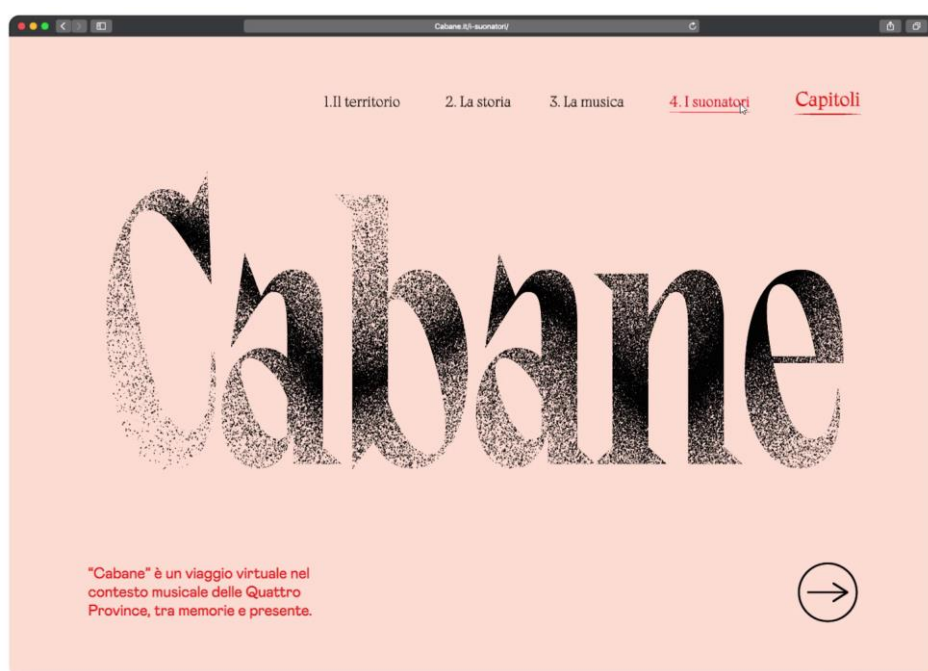 Cabane.it/i-suonatori/
1.Il territorio
2. La storia
3. La musica
4. I suonatori
Capitoli
Cabane
"Cabane" è un viaggio virtuale nel
contesto musicale delle Quattro
Province, tra memorie e presente.